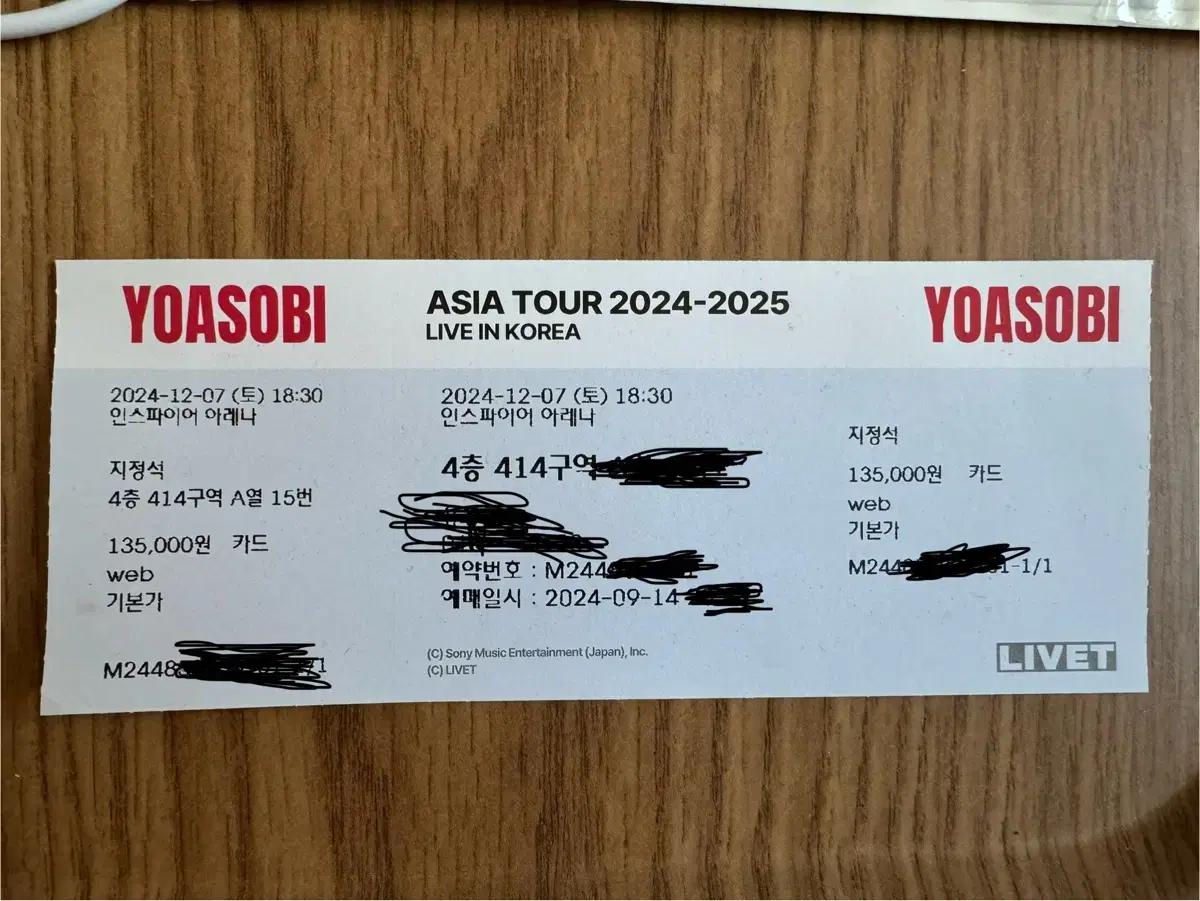 YOASOBI
ASIA TOUR 2024-2025
LIVE IN KOREA
YOASOBI
2024-12-07 (토) 18:30
인스파이어 아레나
지정석
4층 414구역 A열 15번
135,000원 카드
web
기본가
M2448
2024-12-07 (토) 18:30
인스파이어 아레나
4층 414구역
예약번호 : M244
예매일시 : 2024-09-14
(C) Sony Music Entertainment (Japan), Inc.
(C) LIVET
지정석
135,000원 카드
web
기본가
M244 1-1/1
LIVET